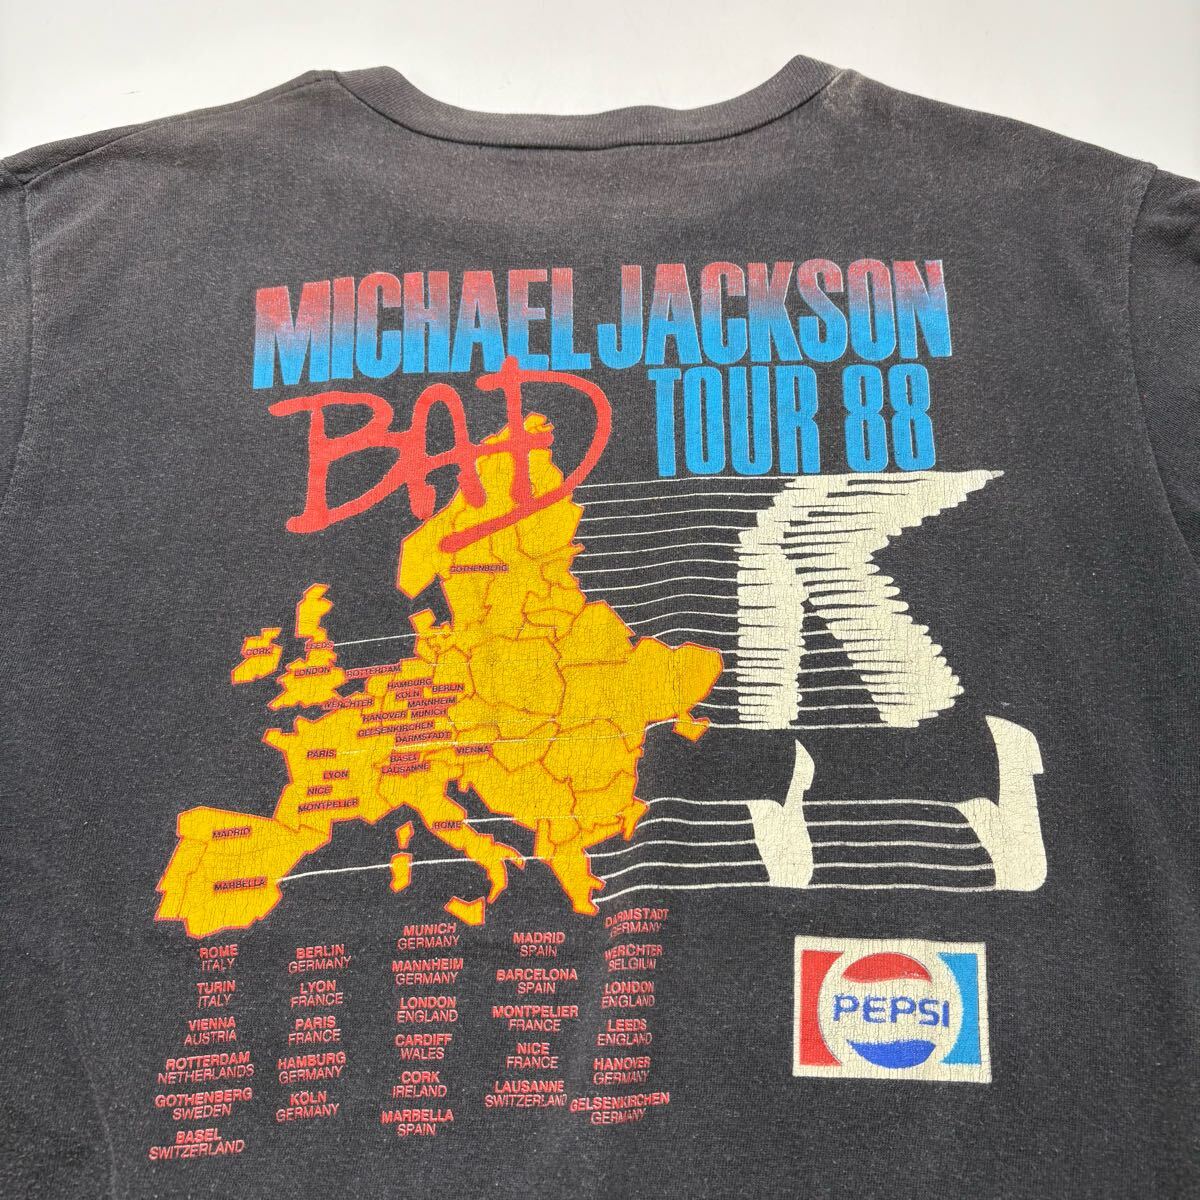 MICHAEL JACKSON
BAD TOUR 88
GOTHENBERG
CORK
LEEDS
LONDON
ROTTERDAM
HAMBURG
BERLIN
KÖLN
WERCHTER
MANNHEIM
HANOVER
MUNICH
GELSENKIRCHEN
DARMSTADT
PARIS
BASEL
VIENNA
LAUSANNE
LYON
NICE
MONTPELIER
MADRID
ROME
MARBELLA
ROME
ITALY
TURIN
ITALY
VIENNA
AUSTRIA
ROTTERDAM
NETHERLANDS
GOTHENBERG
SWEDEN
BASEL
SWITZERLAND
BERLIN
GERMANY
LYON
FRANCE
PARIS
FRANCE
HAMBURG
GERMANY
KÖLN
GERMANY
MUNICH
GERMANY
MANNHEIM
GERMANY
LONDON
ENGLAND
CARDIFF
WALES
CORK
IRELAND
MARBELLA
SPAIN
MADRID
SPAIN
BARCELONA
SPAIN
MONTPELIER
FRANCE
NICE
FRANCE
LAUSANNE
SWITZERLAND
DARMSTADT
GERMANY
WERCHTER
BELGIUM
LONDON
ENGLAND
LEEDS
ENGLAND
HANOVER
GERMANY
GELSENKIRCHEN
GERMANY
PEPSI